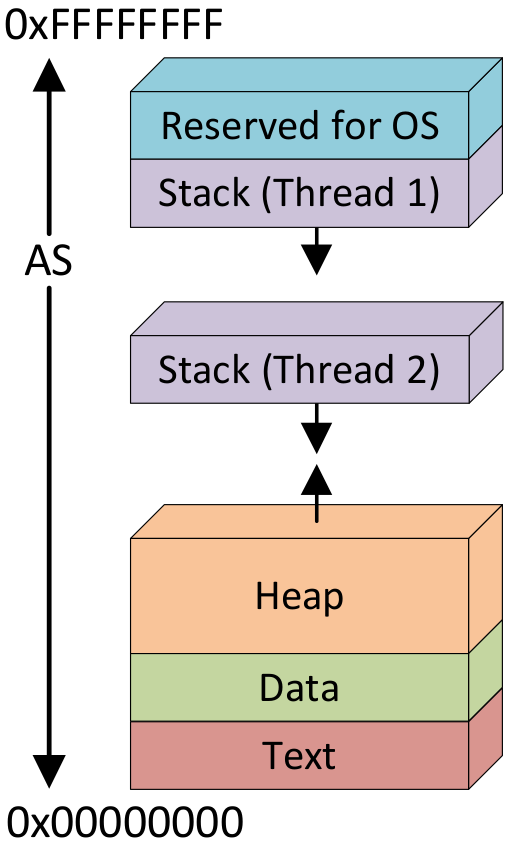 0xFFFFFFFF
Reserved for OS
Stack (Thread 1)
AS
Stack (Thread 2)
Heap
Data
Text
0x00000000